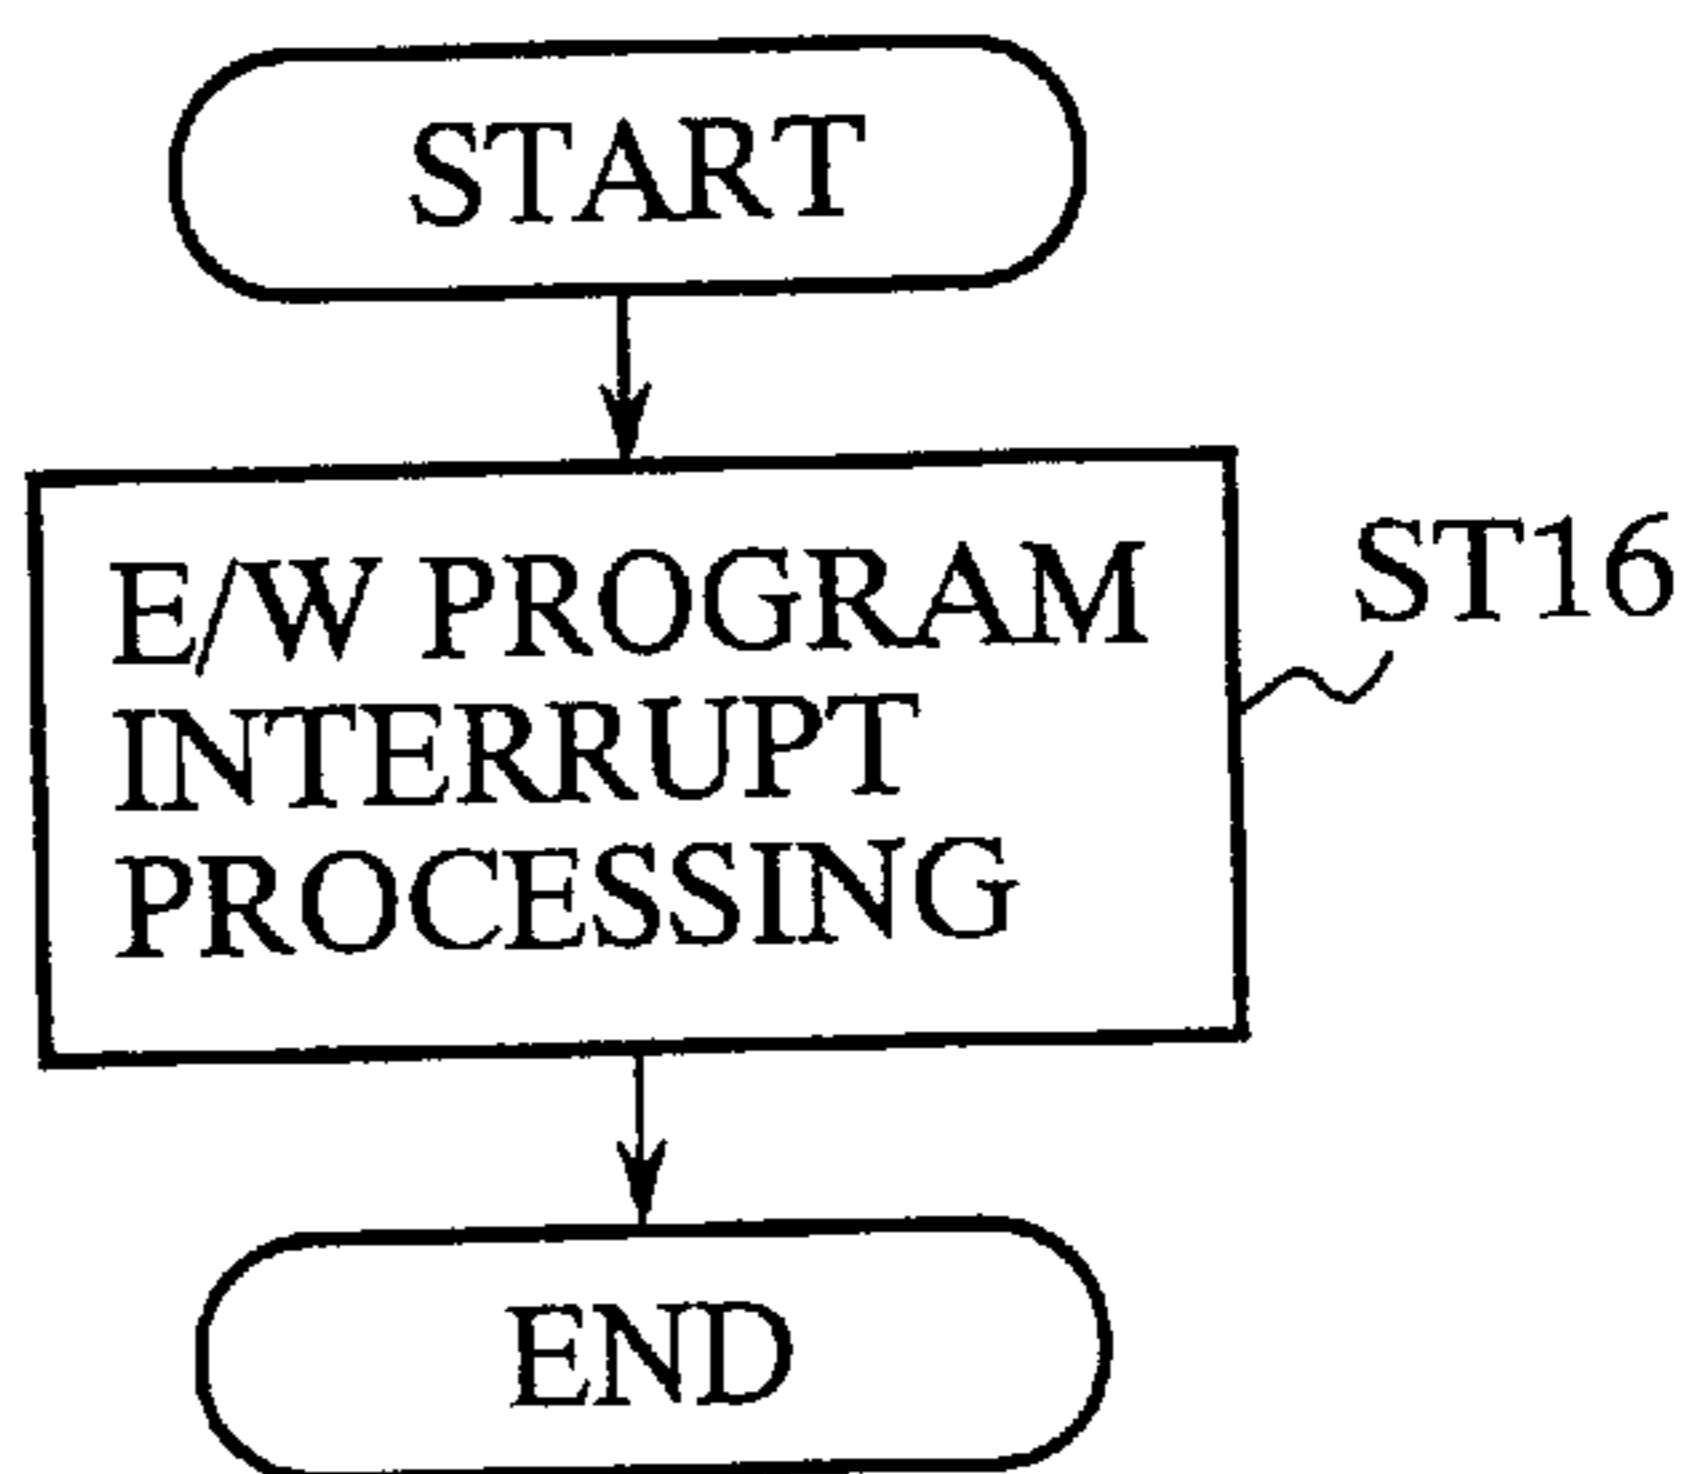 START
E/W PROGRAM
INTERRUPT
PROCESSING
ST16
END